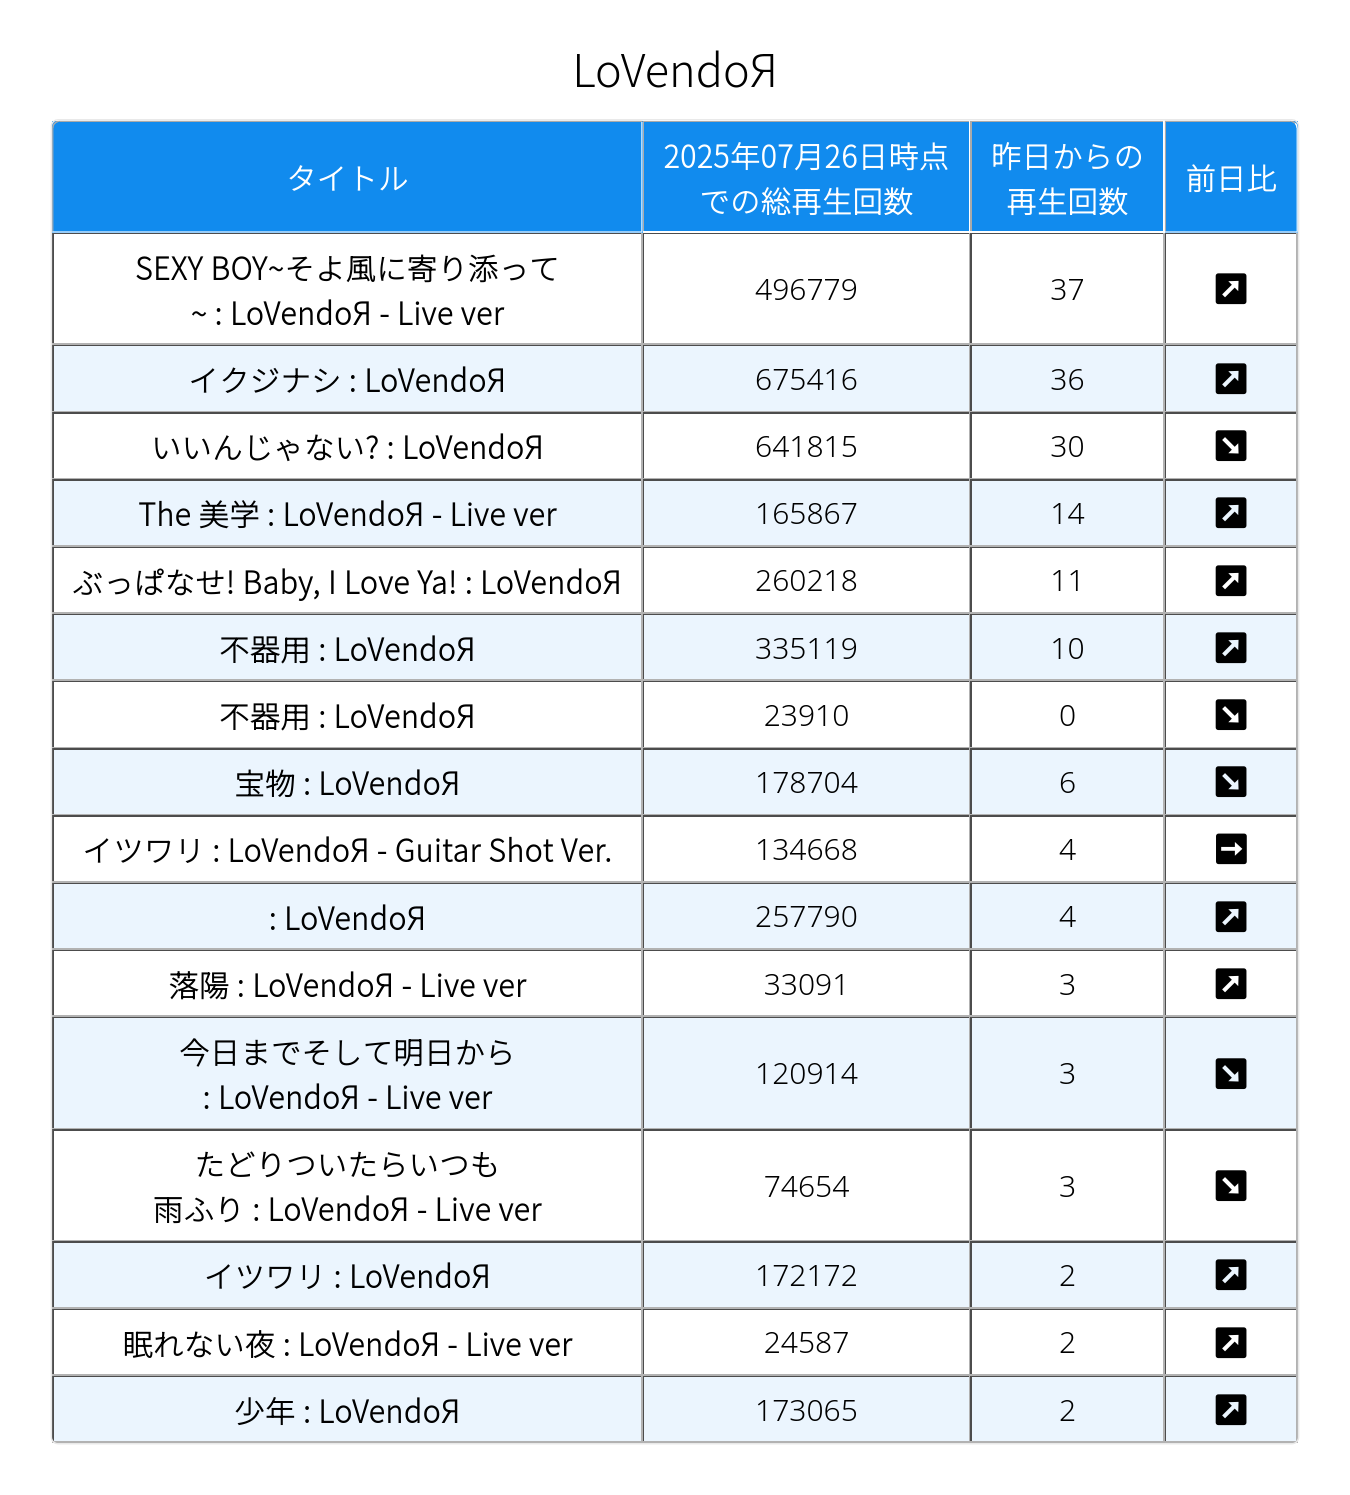 LoVendoЯ
タイトル
2025年07月26日時点
での総再生回数
昨日からの
再生回数
前日比
SEXY BOY~そよ風に寄り添って
~ : LoVendoЯ - Live ver
496779
37
イクジナシ : LoVendoЯ
675416
36
いいんじゃない? : LoVendoЯ
641815
30
The 美学 : LoVendoЯ - Live ver
165867
14
ぶっぱなせ! Baby, I Love Ya! : LoVendoЯ
260218
11
不器用 : LoVendoЯ
335119
10
不器用 : LoVendoЯ
23910
0
宝物 : LoVendoЯ
178704
6
イツワリ : LoVendoЯ - Guitar Shot Ver.
134668
4
: LoVendoЯ
257790
4
落陽 : LoVendoЯ - Live ver
33091
3
今日までそして明日から
: LoVendoЯ - Live ver
120914
3
たどりついたらいつも
雨ふり : LoVendoЯ - Live ver
74654
3
イツワリ : LoVendoЯ
172172
2
眠れない夜 : LoVendoЯ - Live ver
24587
2
少年 : LoVendoЯ
173065
2